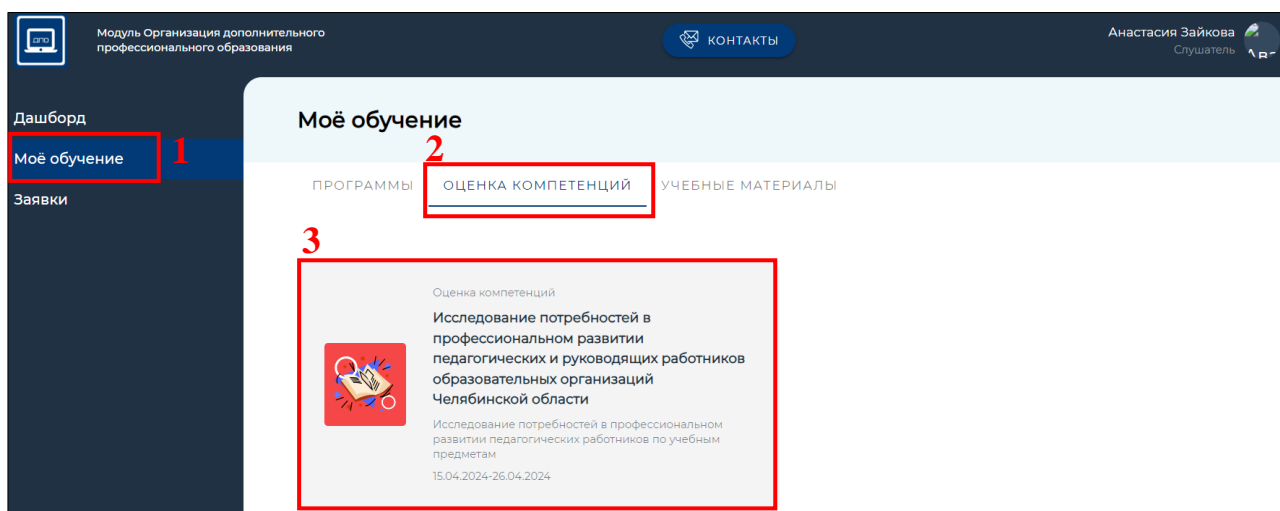 дпо
Модуль Организация дополнительного
профессионального образования
КОНТАКТЫ
Анастасия Зайкова
Слушатель
Дашборд
Моё обучение
1
Заявки
Моё обучение
2
ПРОГРАММЫ ОЦЕНКА КОМПЕТЕНЦИЙ УЧЕБНЫЕ МАТЕРИАЛЫ
3
Оценка компетенций
Исследование потребностей в
профессиональном развитии
педагогических и руководящих работников
образовательных организаций
Челябинской области
Исследование потребностей в профессиональном
развитии педагогических работников по учебным
предметам
15.04.2024-26.04.2024